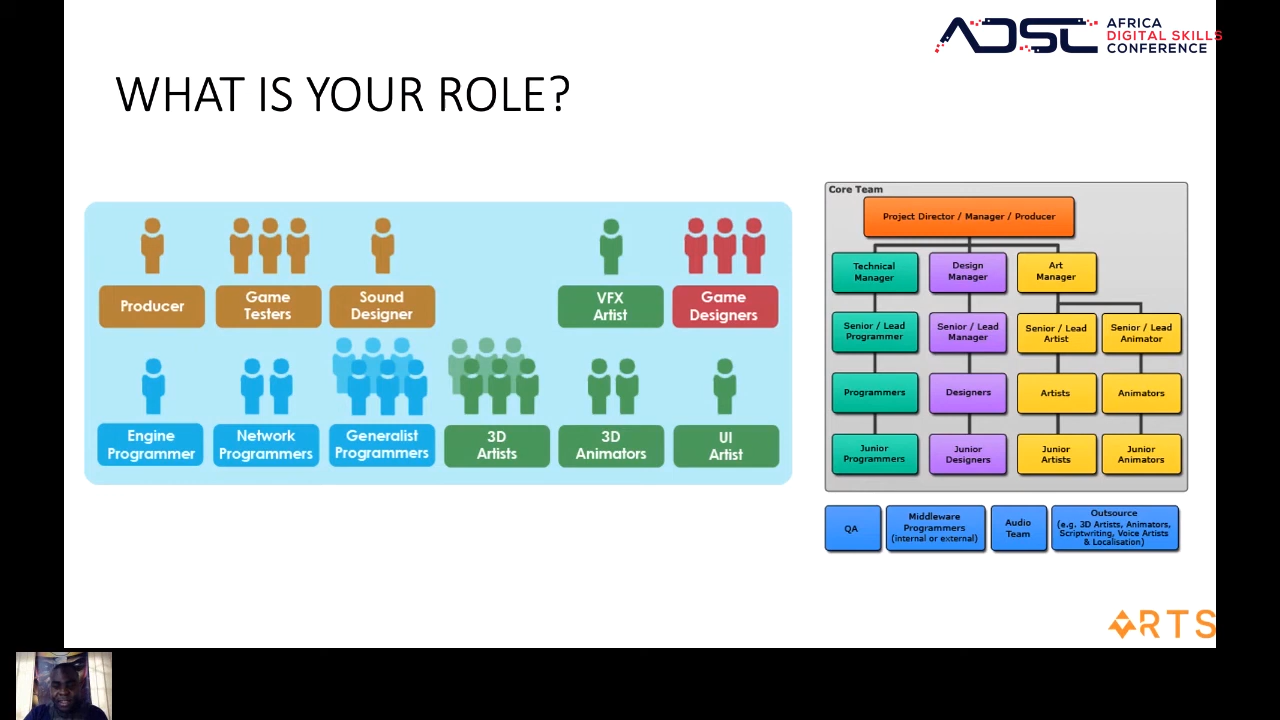 AFRICA
DIGITAL SKILLS
CONFERENCE
WHAT IS YOUR ROLE?
Producer
Game
Testers
Sound
Designer
VFX
Artist
Game
Designers
Engine
Programmer
Network
Programmers
Generalist
Programmers
3D
Artists
3D
Animators
UI
Artist
Core Team
Project Director / Manager / Producer
Technical
Manager
Design
Manager
Art
Manager
Senior / Lead
Programmer
Senior / Lead
Manager
Senior / Lead
Artist
Senior / Lead
Animator
Programmers
Designers
Artists
Animators
Junior
Programmers
Junior
Designers
Junior
Artists
Junior
Animators
QA
Middleware
Programmers
(internal or external)
Audio
Team
Outsource
(e.g. 3D Artists, Animators,
Scriptwriting, Voice Artists
& Localisation)
ARTS